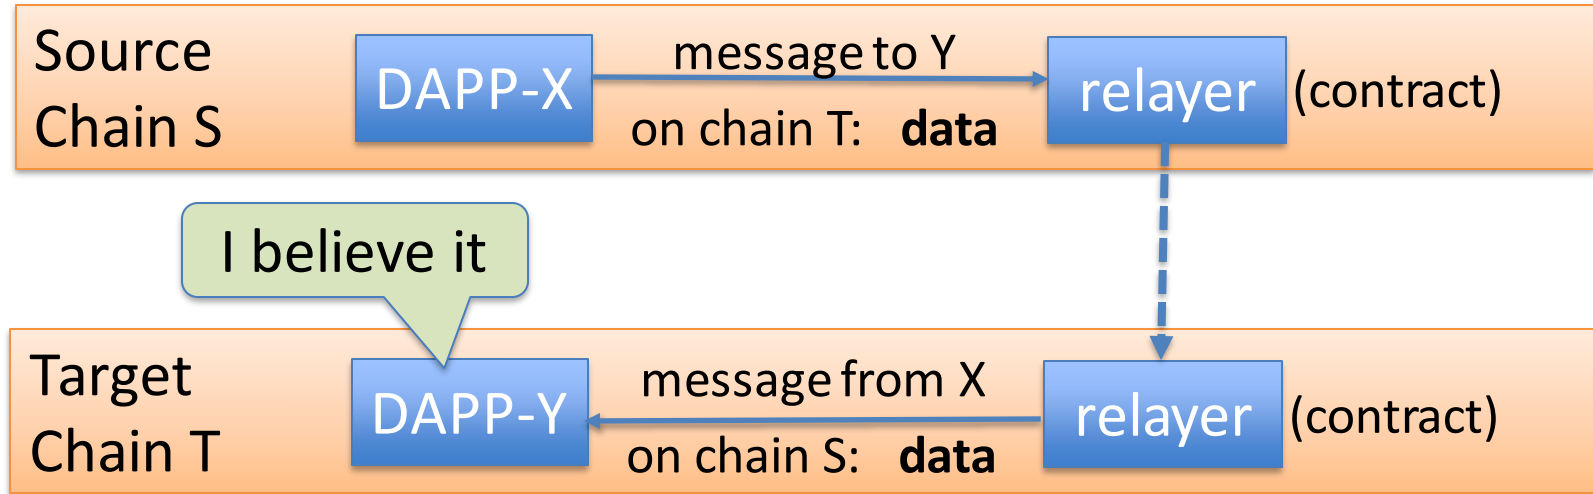 Source
Chain S
DAPP-X
message to Y
on chain T: data
relayer
(contract)
I believe it
Target
Chain T
DAPP-Y
message from X
on chain S: data
relayer
(contract)